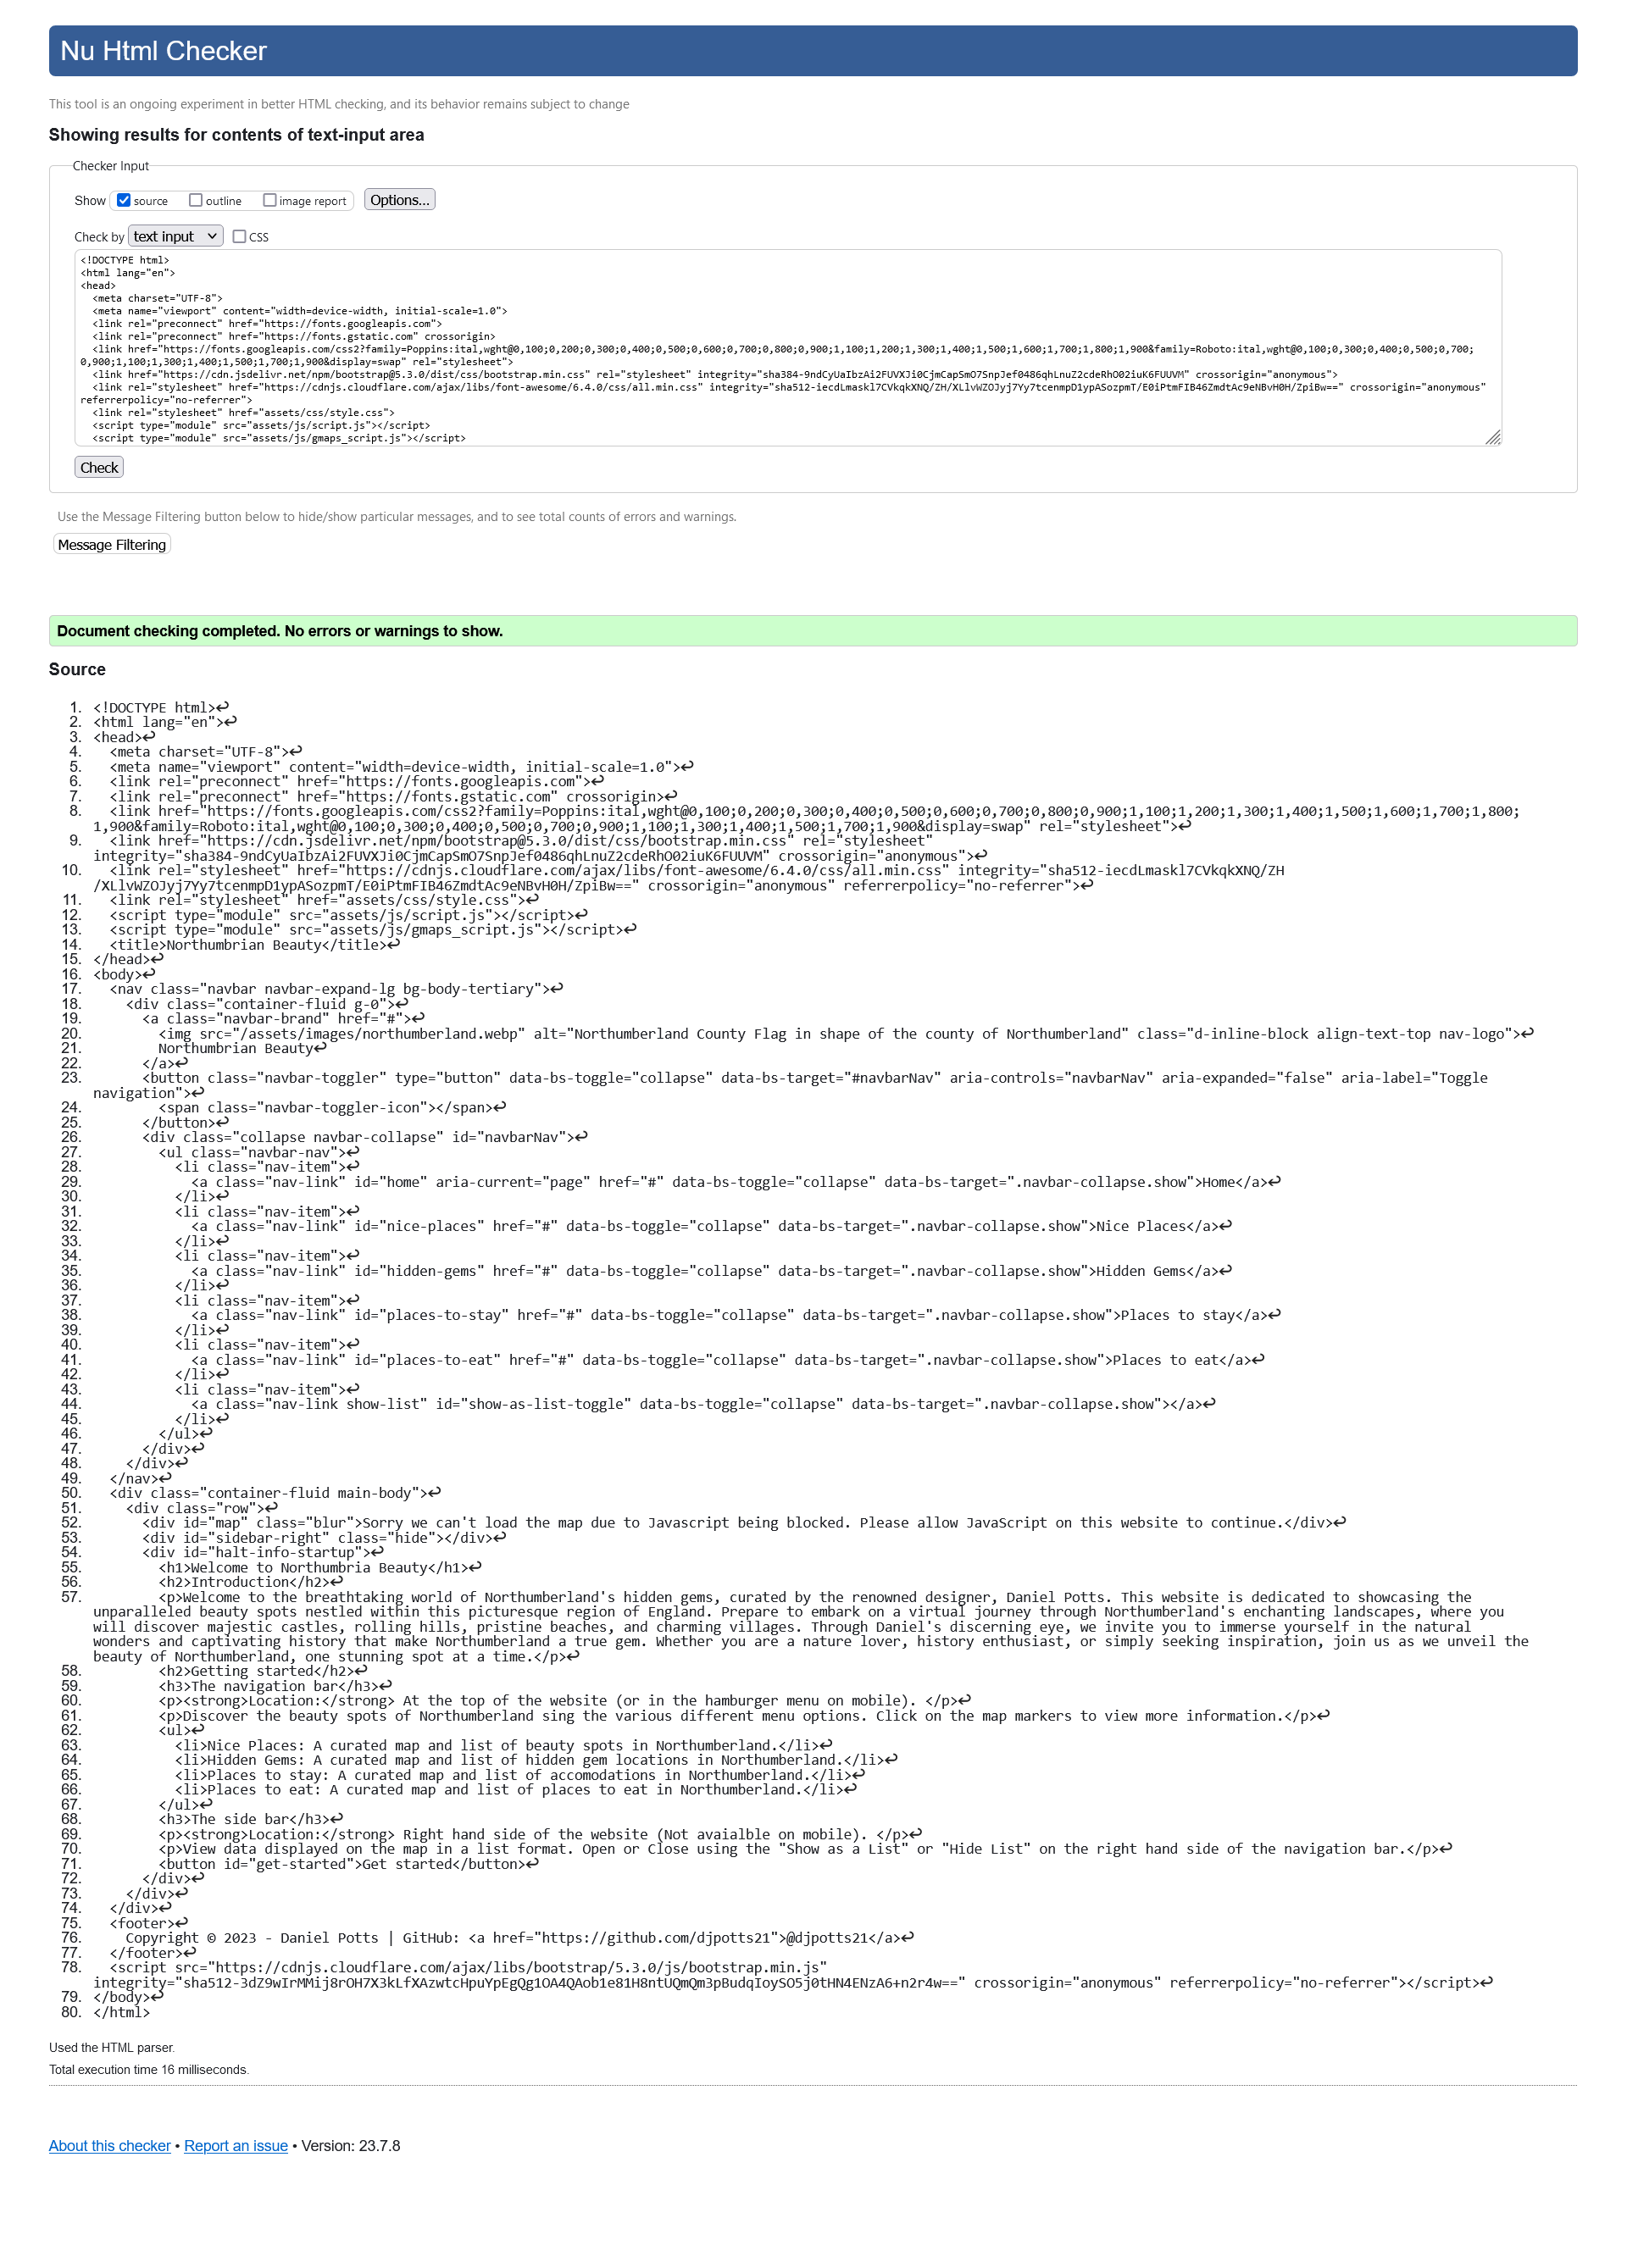 Nu Html Checker
This tool is an ongoing experiment in better HTML checking, and its behavior remains subject to change
Showing results for contents of text-input area
Checker Input
Show source outline image report Options...
Check by text input CSS
<!DOCTYPE html>
<html lang="en">
<head>
  <meta charset="UTF-8">
  <meta name="viewport" content="width=device-width, initial-scale=1.0">
  <link rel="preconnect" href="https://fonts.googleapis.com">
  <link rel="preconnect" href="https://fonts.gstatic.com" crossorigin>
  <link href="https://fonts.googleapis.com/css2?family=Poppins:ital,wght@0,100;0,200;0,300;0,400;0,500;0,600;0,700;0,800;0,900;1,100;1,200;1,300;1,400;1,500;1,600;1,700;1,800;1,900&family=Roboto:ital,wght@0,100;0,300;0,400;0,500;0,700;
0,900;1,100;1,300;1,400;1,500;1,700;1,900&display=swap" rel="stylesheet">
  <link href="https://cdn.jsdelivr.net/npm/bootstrap@5.3.0/dist/css/bootstrap.min.css" rel="stylesheet" integrity="sha384-9ndCyUaIbzAi2FUVXJi0CjmCapSmO7SnpJef0486qhLnuZ2cdeRhO02iuK6FUUVM" crossorigin="anonymous">
  <link rel="stylesheet" href="https://cdnjs.cloudflare.com/ajax/libs/font-awesome/6.4.0/css/all.min.css" integrity="sha512-iecdLmaskl7CVkqkXNQ/ZH/XLlvWZOJyj7Yy7tcenmpD1ypASozpmT/E0iPtmFIB46ZmdtAc9eNBvH0H/ZpiBw==" crossorigin="anonymous"
referrerpolicy="no-referrer">
  <link rel="stylesheet" href="assets/css/style.css">
  <script type="module" src="assets/js/script.js"></script>
  <script type="module" src="assets/js/gmaps_script.js"></script>
Check
Use the Message Filtering button below to hide/show particular messages, and to see total counts of errors and warnings.
Message Filtering
Document checking completed. No errors or warnings to show.
Source
1. <!DOCTYPE html>↩
2. <html lang="en">↩
3. <head>↩
4.   <meta charset="UTF-8">↩
5.   <meta name="viewport" content="width=device-width, initial-scale=1.0">↩
6.   <link rel="preconnect" href="https://fonts.googleapis.com">↩
7.   <link rel="preconnect" href="https://fonts.gstatic.com" crossorigin>↩
8.   <link href="https://fonts.googleapis.com/css2?family=Poppins:ital,wght@0,100;0,200;0,300;0,400;0,500;0,600;0,700;0,800;0,900;1,100;1,200;1,300;1,400;1,500;1,600;1,700;1,800;
1,900&family=Roboto:ital,wght@0,100;0,300;0,400;0,500;0,700;0,900;1,100;1,300;1,400;1,500;1,700;1,900&display=swap" rel="stylesheet">↩
9.   <link href="https://cdn.jsdelivr.net/npm/bootstrap@5.3.0/dist/css/bootstrap.min.css" rel="stylesheet"
integrity="sha384-9ndCyUaIbzAi2FUVXJi0CjmCapSmO7SnpJef0486qhLnuZ2cdeRhO02iuK6FUUVM" crossorigin="anonymous">↩
10.   <link rel="stylesheet" href="https://cdnjs.cloudflare.com/ajax/libs/font-awesome/6.4.0/css/all.min.css" integrity="sha512-iecdLmaskl7CVkqkXNQ/ZH
/XLlvWZOJyj7Yy7tcenmpD1ypASozpmT/E0iPtmFIB46ZmdtAc9eNBvH0H/ZpiBw==" crossorigin="anonymous" referrerpolicy="no-referrer">↩
11.   <link rel="stylesheet" href="assets/css/style.css">↩
12.   <script type="module" src="assets/js/script.js"></script>↩
13.   <script type="module" src="assets/js/gmaps_script.js"></script>↩
14.   <title>Northumbrian Beauty</title>↩
15. </head>↩
16. <body>↩
17.   <nav class="navbar navbar-expand-lg bg-body-tertiary">↩
18.     <div class="container-fluid g-0">↩
19.       <a class="navbar-brand" href="#">↩
20.         <img src="/assets/images/northumberland.webp" alt="Northumberland County Flag in shape of the county of Northumberland" class="d-inline-block align-text-top nav-logo">↩
21.         Northumbrian Beauty↩
22.       </a>↩
23.       <button class="navbar-toggler" type="button" data-bs-toggle="collapse" data-bs-target="#navbarNav" aria-controls="navbarNav" aria-expanded="false" aria-label="Toggle
navigation">↩
24.         <span class="navbar-toggler-icon"></span>↩
25.       </button>↩
26.       <div class="collapse navbar-collapse" id="navbarNav">↩
27.         <ul class="navbar-nav">↩
28.           <li class="nav-item">↩
29.             <a class="nav-link" id="home" aria-current="page" href="#" data-bs-toggle="collapse" data-bs-target=".navbar-collapse.show">Home</a>↩
30.           </li>↩
31.           <li class="nav-item">↩
32.             <a class="nav-link" id="nice-places" href="#" data-bs-toggle="collapse" data-bs-target=".navbar-collapse.show">Nice Places</a>↩
33.           </li>↩
34.           <li class="nav-item">↩
35.             <a class="nav-link" id="hidden-gems" href="#" data-bs-toggle="collapse" data-bs-target=".navbar-collapse.show">Hidden Gems</a>↩
36.           </li>↩
37.           <li class="nav-item">↩
38.             <a class="nav-link" id="places-to-stay" href="#" data-bs-toggle="collapse" data-bs-target=".navbar-collapse.show">Places to stay</a>↩
39.           </li>↩
40.           <li class="nav-item">↩
41.             <a class="nav-link" id="places-to-eat" href="#" data-bs-toggle="collapse" data-bs-target=".navbar-collapse.show">Places to eat</a>↩
42.           </li>↩
43.           <li class="nav-item">↩
44.             <a class="nav-link show-list" id="show-as-list-toggle" data-bs-toggle="collapse" data-bs-target=".navbar-collapse.show"></a>↩
45.           </li>↩
46.         </ul>↩
47.       </div>↩
48.     </div>↩
49.   </nav>↩
50.   <div class="container-fluid main-body">↩
51.     <div class="row">↩
52.       <div id="map" class="blur">Sorry we can't load the map due to Javascript being blocked. Please allow JavaScript on this website to continue.</div>↩
53.       <div id="sidebar-right" class="hide"></div>↩
54.       <div id="halt-info-startup">↩
55.         <h1>Welcome to Northumbria Beauty</h1>↩
56.         <h2>Introduction</h2>↩
57.         <p>Welcome to the breathtaking world of Northumberland's hidden gems, curated by the renowned designer, Daniel Potts. This website is dedicated to showcasing the
unparalleled beauty spots nestled within this picturesque region of England. Prepare to embark on a virtual journey through Northumberland's enchanting landscapes, where you
will discover majestic castles, rolling hills, pristine beaches, and charming villages. Through Daniel's discerning eye, we invite you to immerse yourself in the natural
wonders and captivating history that make Northumberland a true gem. Whether you are a nature lover, history enthusiast, or simply seeking inspiration, join us as we unveil the
beauty of Northumberland, one stunning spot at a time.</p>↩
58.         <h2>Getting started</h2>↩
59.         <h3>The navigation bar</h3>↩
60.         <p><strong>Location:</strong> At the top of the website (or in the hamburger menu on mobile). </p>↩
61.         <p>Discover the beauty spots of Northumberland sing the various different menu options. Click on the map markers to view more information.</p>↩
62.         <ul>↩
63.           <li>Nice Places: A curated map and list of beauty spots in Northumberland.</li>↩
64.           <li>Hidden Gems: A curated map and list of hidden gem locations in Northumberland.</li>↩
65.           <li>Places to stay: A curated map and list of accomodations in Northumberland.</li>↩
66.           <li>Places to eat: A curated map and list of places to eat in Northumberland.</li>↩
67.         </ul>↩
68.         <h3>The side bar</h3>↩
69.         <p><strong>Location:</strong> Right hand side of the website (Not avaialble on mobile). </p>↩
70.         <p>View data displayed on the map in a list format. Open or Close using the "Show as a List" or "Hide List" on the right hand side of the navigation bar.</p>↩
71.         <button id="get-started">Get started</button>↩
72.       </div>↩
73.     </div>↩
74.   </div>↩
75.   <footer>↩
76.     Copyright © 2023 - Daniel Potts | GitHub: <a href="https://github.com/djpotts21">@djpotts21</a>↩
77.   </footer>↩
78.   <script src="https://cdnjs.cloudflare.com/ajax/libs/bootstrap/5.3.0/js/bootstrap.min.js"
integrity="sha512-3dZ9wIrMMij8rOH7X3kLfXAzwtcHpuYpEgQg1OA4QAob1e81H8ntUQmQm3pBudqIoySO5j0tHN4ENzA6+n2r4w==" crossorigin="anonymous" referrerpolicy="no-referrer"></script>↩
79. </body>↩
80. </html>
Used the HTML parser.
Total execution time 16 milliseconds.
About this checker • Report an issue • Version: 23.7.8